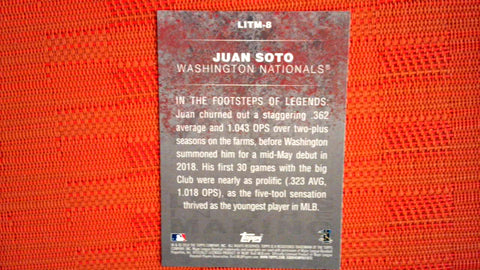 LITM-8
JUAN SOTO
WASHINGTON NATIONALS®
IN THE FOOTSTEPS OF LEGENDS:
Juan churned out a staggering .362
average and 1.043 OPS over two-plus
seasons on the farms, before Washington
summoned him for a mid-May debut in
2018. His first 30 games with the big
Club were nearly as prolific (.323 AVG,
1.018 OPS), as the five-tool sensation
thrived as the youngest player in MLB.
Topps